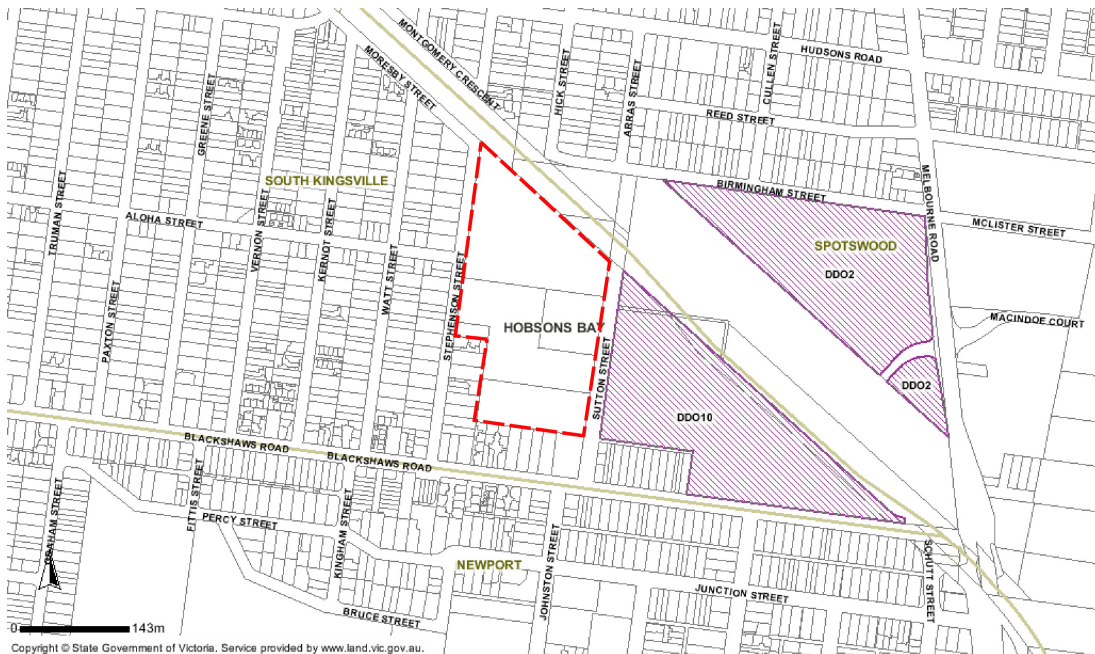 HUDSONS ROAD
MONTGOMERY CRESCENT
MORESBY STREET
HICK STREET
CULLEN STREET
ARRAS STREET
GREENE STREET
REED STREET
SOUTH KINGSVILLE
BIRMINGHAM STREET
MELBOURNE ROAD
TRUMAN STREET
ALOHA STREET
VERNON STREET
KERNOT STREET
WATT STREET
MCLISTER STREET
SPOTSWOOD
DDO2
STEPHENSON STREET
PAXTON STREET
HOBSONS BAY
MACINDOE COURT
SUTTON STREET
DDO2
DDO10
BLACKSHAWS ROAD
BLACKSHAWS ROAD
GRAHAM STREET
FITTIS STREET
PERCY STREET
KINGHAM STREET
NEWPORT
JOHNSTON STREET
SCHUTT STREET
JUNCTION STREET
BRUCE STREET
0 143m
Copyright © State Government of Victoria. Service provided by www.land.vic.gov.au.